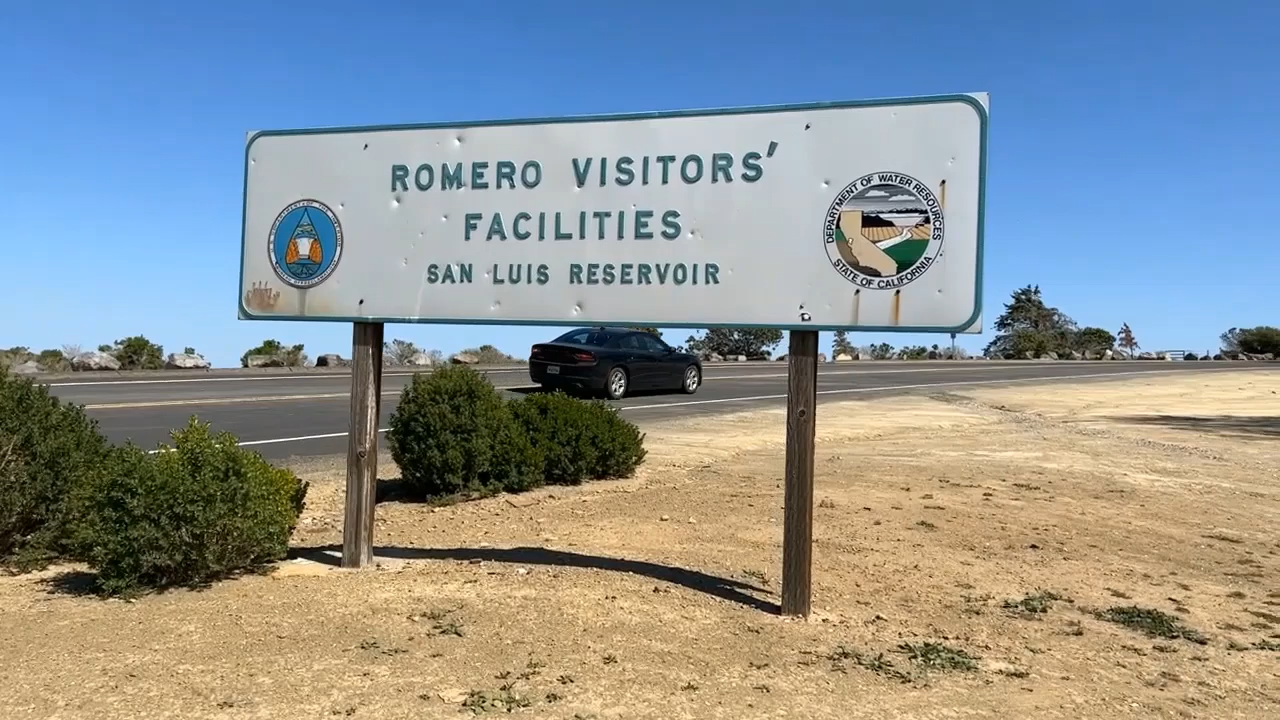 ROMERO VISITORS'
FACILITIES
SAN LUIS RESERVOIR
DEPARTMENT OF WATER RESOURCES
STATE OF CALIFORNIA